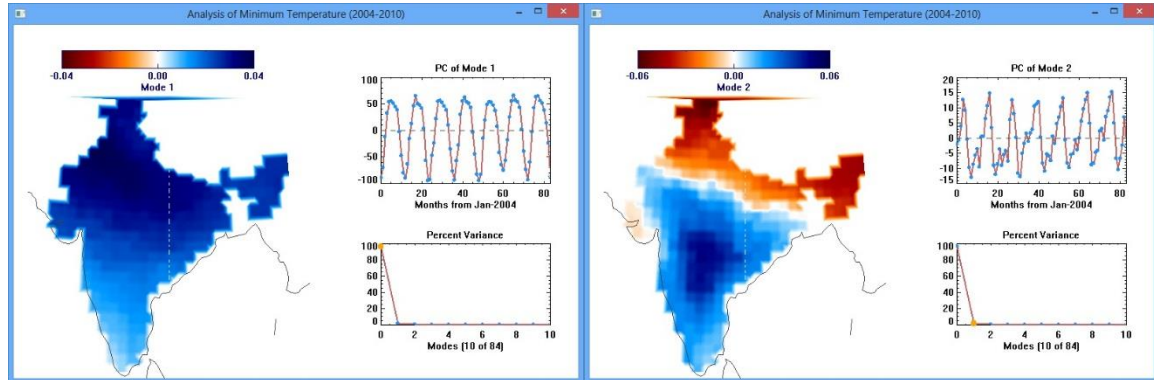 Analysis of Minimum Temperature (2004-2010)
-0.04 0.00 0.04
Mode 1
PC of Mode 1
100
50
0
-50
-100
0 20 40 60 80
Months from Jan-2004
Percent Variance
100
80
60
40
20
0
0 2 4 6 8 10
Modes (10 of 84)
Analysis of Minimum Temperature (2004-2010)
-0.06 0.00 0.06
Mode 2
PC of Mode 2
20
15
10
5
0
-5
-10
-15
0 20 40 60 80
Months from Jan-2004
Percent Variance
100
80
60
40
20
0
0 2 4 6 8 10
Modes (10 of 84)